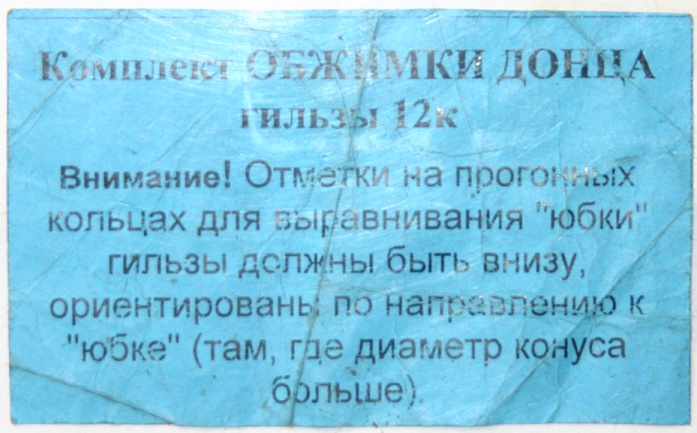 Комплект ОБЖИМКИ ДОНЦА
гильзы 12к
Внимание! Отметки на прогонных
кольцах для выравнивания "юбки"
гильзы должны быть внизу,
ориентированы по направлению к
"юбке" (там, где диаметр конуса
больше).